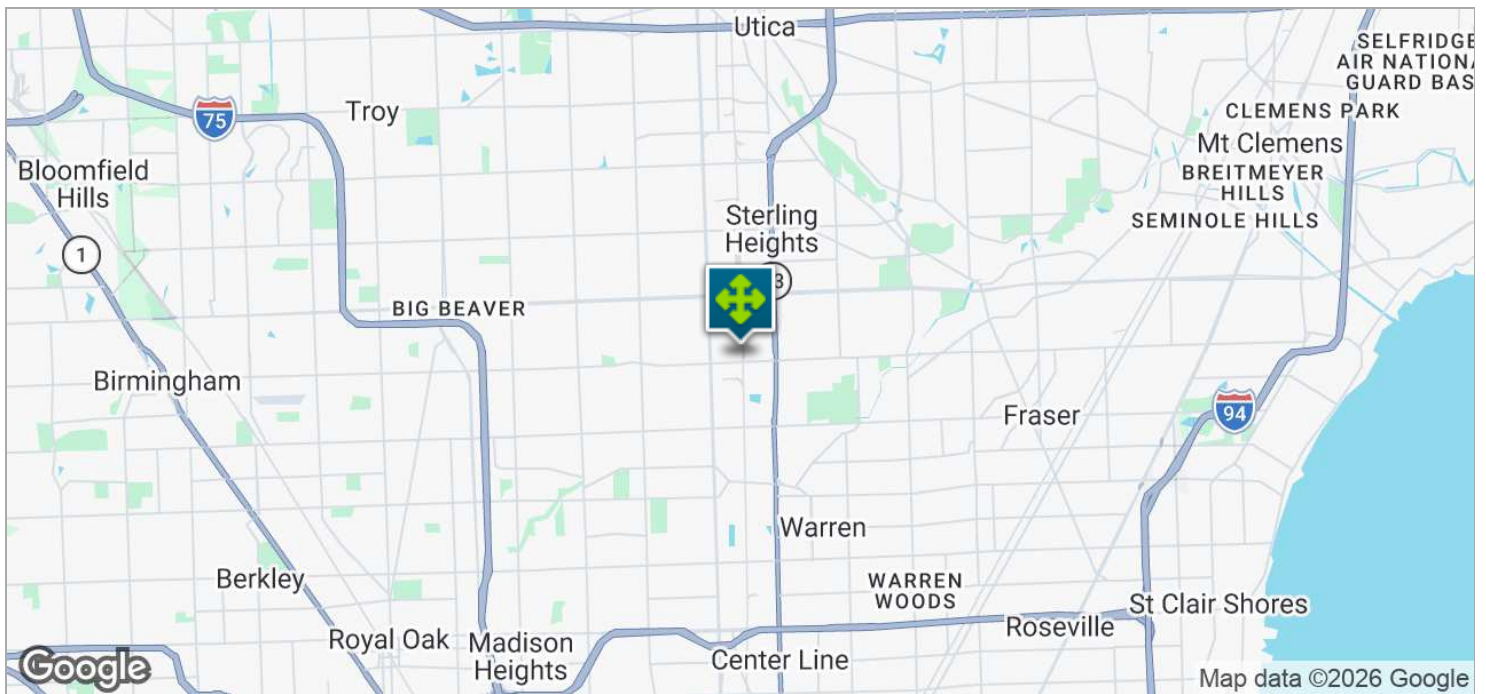 Utica
SELFRIDGE
AIR NATIONA
GUARD BAS
75
Troy
CLEMENS PARK
Mt Clemens
Bloomfield
Hills
BREITMEYER
HILLS
SEMINOLE HILLS
Sterling
Heights
1
3
BIG BEAVER
Birmingham
Fraser
94
Warren
Berkley
WARREN
WOODS
St Clair Shores
Roseville
Royal Oak
Madison
Heights
Center Line
Google
Map data ©2026 Google